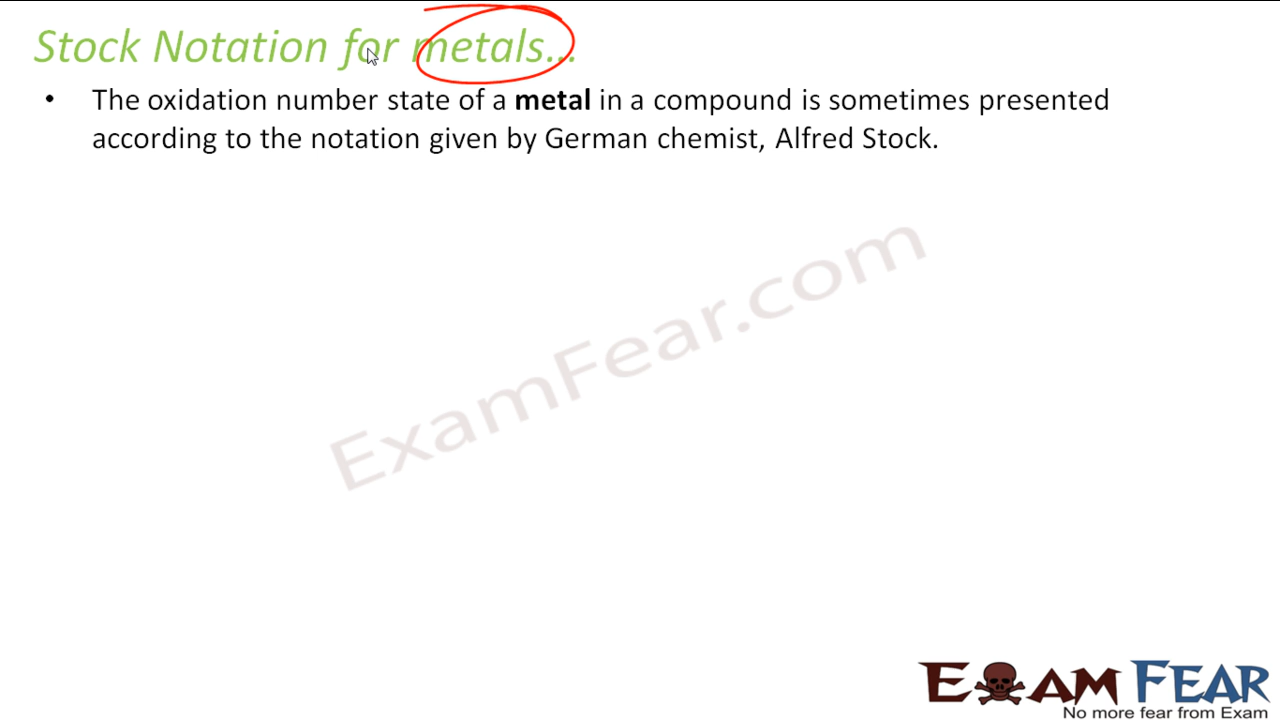 Stock Notation for metals...
• The oxidation number state of a metal in a compound is sometimes presented
according to the notation given by German chemist, Alfred Stock.
ExamFear.com
EXAM FEAR
No more fear from Exam